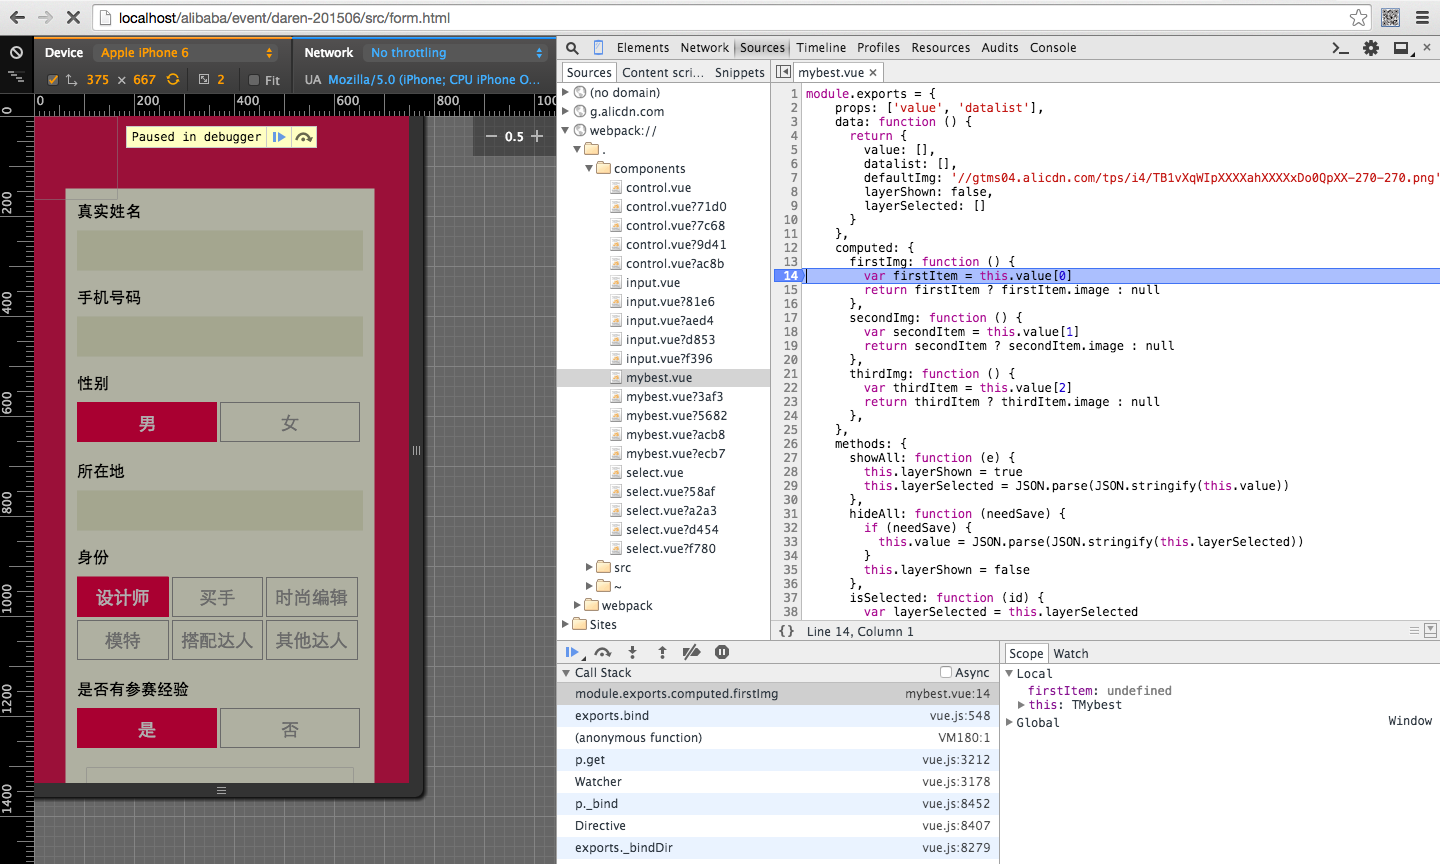 localhost/alibaba/event/daren-201506/src/form.html
Device Apple iPhone 6
Network No throttling
375 × 667 2 Fit
UA Mozilla/5.0 (iPhone; CPU iPhone O...
0 200 400 600 800 100
0
200
400
600
800
1000
1200
1400
Paused in debugger
− 0.5 +
真实姓名
手机号码
性别
男 女
所在地
身份
设计师 买手 时尚编辑
模特 搭配达人 其他达人
是否有参赛经验
是 否
Elements Network Sources Timeline Profiles Resources Audits Console
Sources Content scri... Snippets
(no domain)
g.alicdn.com
webpack://
.
components
control.vue
control.vue?71d0
control.vue?7c68
control.vue?9d41
control.vue?ac8b
input.vue
input.vue?81e6
input.vue?aed4
input.vue?d853
input.vue?f396
mybest.vue
mybest.vue?3af3
mybest.vue?5682
mybest.vue?acb8
mybest.vue?ecb7
select.vue
select.vue?58af
select.vue?a2a3
select.vue?d454
select.vue?f780
src
~
webpack
Sites
mybest.vue ×
1 module.exports = {
2 props: ['value', 'datalist'],
3 data: function () {
4 return {
5 value: [],
6 datalist: [],
7 defaultImg: '//gtms04.alicdn.com/tps/i4/TB1vXqWIpXXXXahXXXXxDo0QpXX-270-270.png'
8 layerShown: false,
9 layerSelected: []
10 }
11 },
12 computed: {
13 firstImg: function () {
14 var firstItem = this.value[0]
15 return firstItem ? firstItem.image : null
16 },
17 secondImg: function () {
18 var secondItem = this.value[1]
19 return secondItem ? secondItem.image : null
20 },
21 thirdImg: function () {
22 var thirdItem = this.value[2]
23 return thirdItem ? thirdItem.image : null
24 },
25 },
26 methods: {
27 showAll: function (e) {
28 this.layerShown = true
29 this.layerSelected = JSON.parse(JSON.stringify(this.value))
30 },
31 hideAll: function (needSave) {
32 if (needSave) {
33 this.value = JSON.parse(JSON.stringify(this.layerSelected))
34 }
35 this.layerShown = false
36 },
37 isSelected: function (id) {
38 var layerSelected = this.layerSelected
{} Line 14, Column 1
Call Stack Async
module.exports.computed.firstImg mybest.vue:14
exports.bind vue.js:548
(anonymous function) VM180:1
p.get vue.js:3212
Watcher vue.js:3178
p._bind vue.js:8452
Directive vue.js:8407
exports._bindDir vue.js:8279
Scope Watch
Local
firstItem: undefined
this: TMybest
Global Window